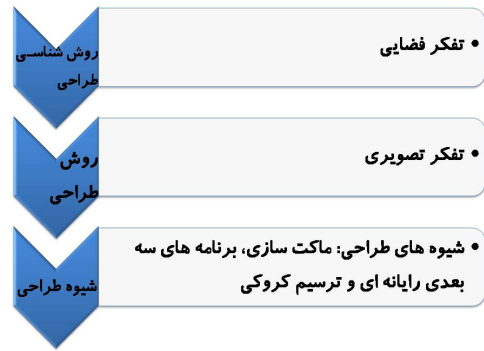 روش شناسی
طراحی
• تفکر فضایی
روش
طراحی
• تفکر تصویری
شیوه طراحی
• شیوه های طراحی: ماکت سازی، برنامه های سه
بعدی رایانه ای و ترسیم کروکی